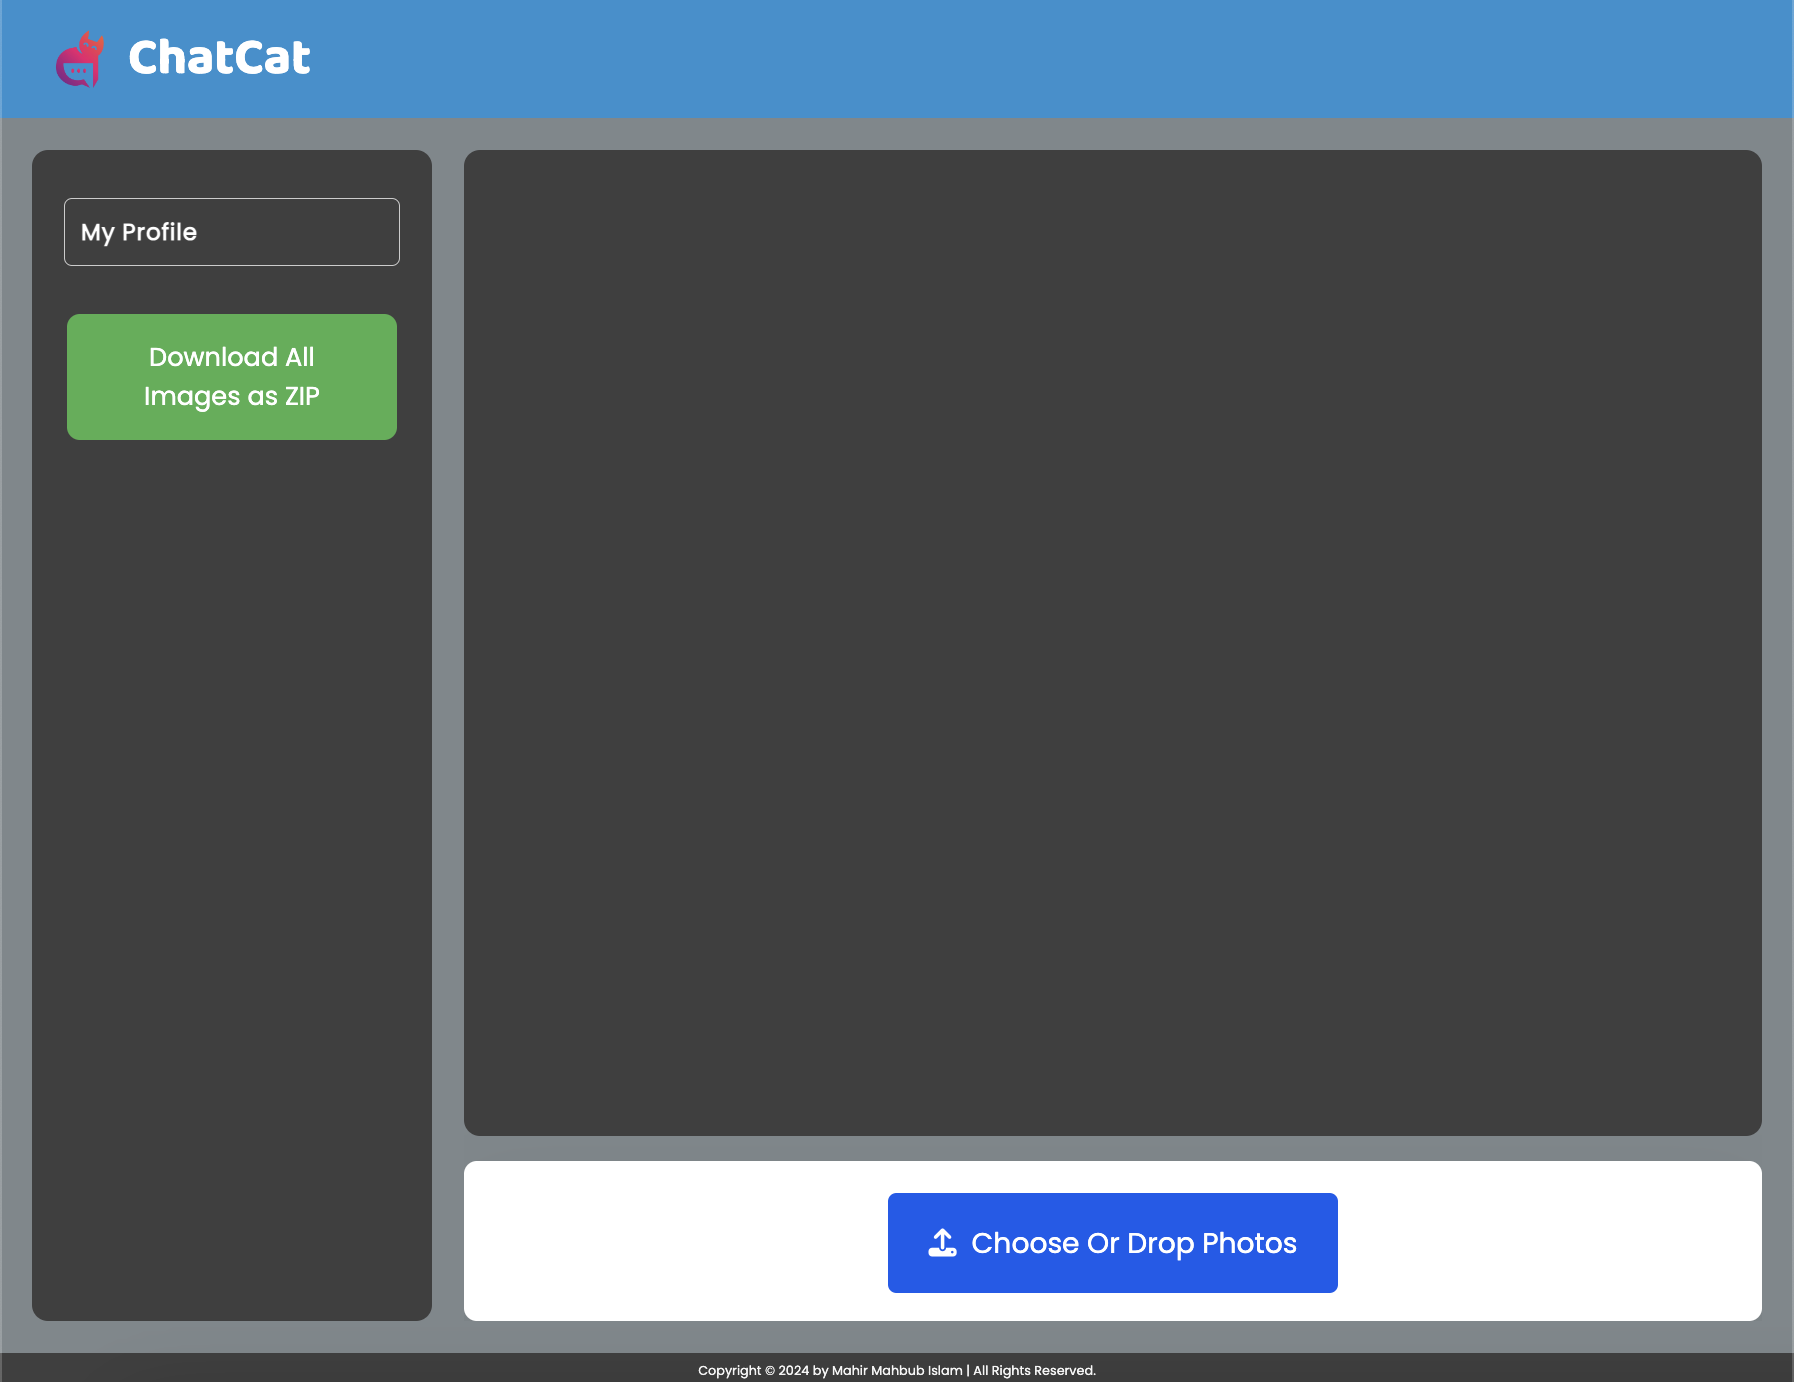 ChatCat
My Profile
Download All
Images as ZIP
Choose Or Drop Photos
Copyright © 2024 by Mahir Mahbub Islam | All Rights Reserved.